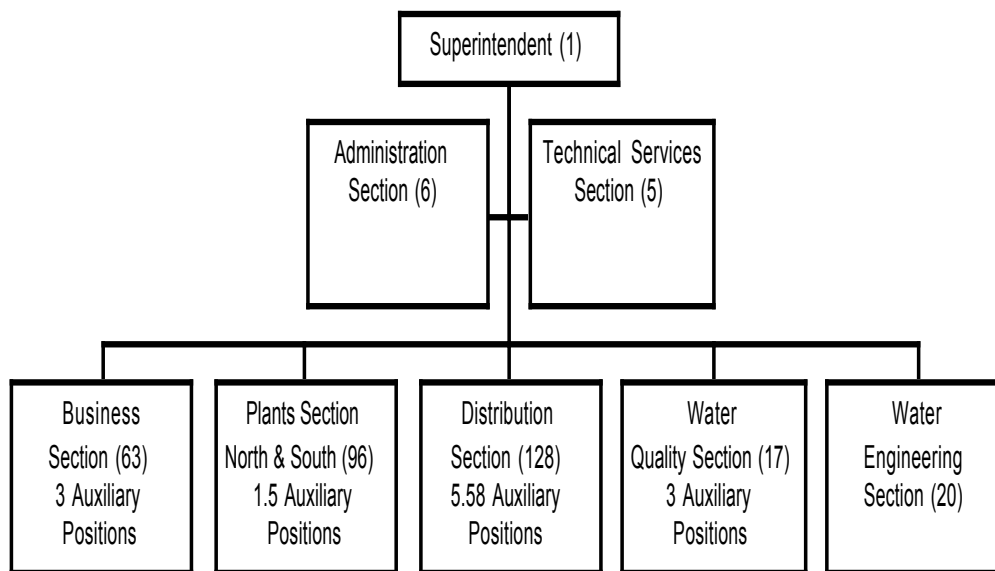 Superintendent (1)
Administration
Section (6)
Technical Services
Section (5)
Business
Section (63)
3 Auxiliary
Positions
Plants Section
North & South (96)
1.5 Auxiliary
Positions
Distribution
Section (128)
5.58 Auxiliary
Positions
Water
Quality Section (17)
3 Auxiliary
Positions
Water
Engineering
Section (20)